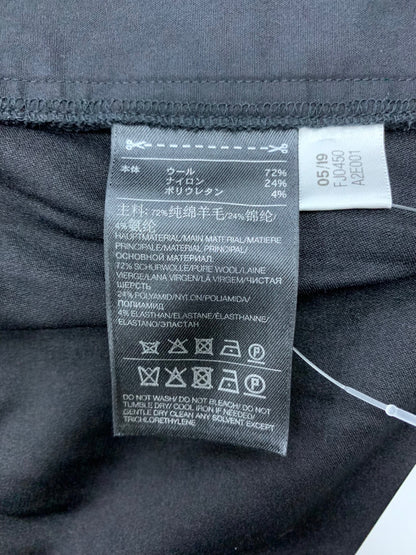 本体 ウール 72%
ナイロン 24%
ポリウレタン 4%
主料: 72%纯绵羊毛/24%锦纶/
4%氨纶
HAUPTMATERIAL/MAIN MATERIAL/MATIERE
PRINCIPALE/MATERIAL PRINCIPAL/
ОСНОВНОЙ МАТЕРИАЛ:
72% SCHURWOLLE/PURE WOOL/LAINE
VIERGE/LANA VIRGEN/LÃ VIRGEM/ЧИСТАЯ
ШЕРСТЬ
24% POLYAMID/NYLON/POLIAMIDA/
ПОЛИАМИД
4% ELASTHAN/ELASTANE/ÉLASTHANNE/
ELASTANO/ЭЛАСТАН
DO NOT WASH/ DO NOT BLEACH/ DO NOT
TUMBLE DRY/ COOL IRON IF NEEDED/
GENTLE DRY CLEAN ANY SOLVENT EXCEPT
TRICHLORETHYLENE
05/19
FJD450
A2E001